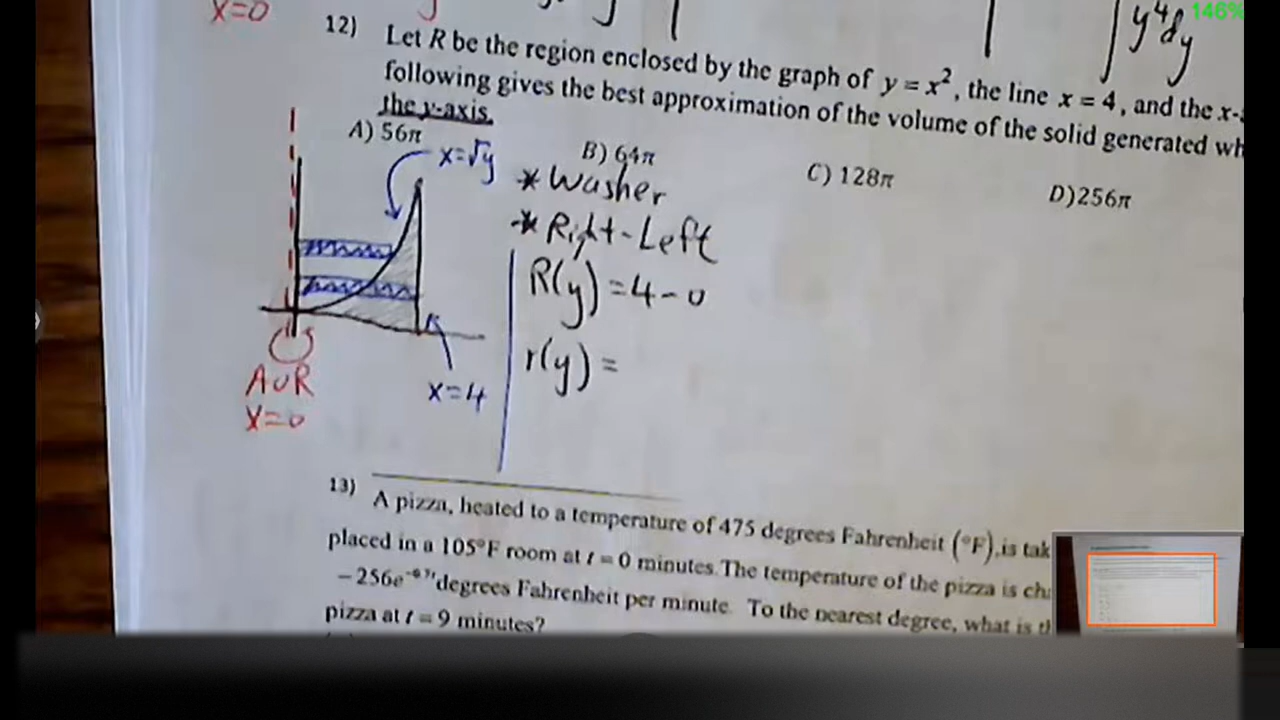 x=0
∫y⁴dy
146%
12) Let R be the region enclosed by the graph of y = x², the line x = 4, and the x-
following gives the best approximation of the volume of the solid generated wh
the y-axis.
A) 56π B) 64π C) 128π D)256π
x=√y
* Washer
* Right-Left
R(y) = 4-0
r(y) =
x=4
AOR
x=0
13) A pizza, heated to a temperature of 475 degrees Fahrenheit (°F), is tak
placed in a 105°F room at t = 0 minutes. The temperature of the pizza is ch
degrees Fahrenheit per minute. To the nearest degree, what is th
pizza at t = 9 minutes?